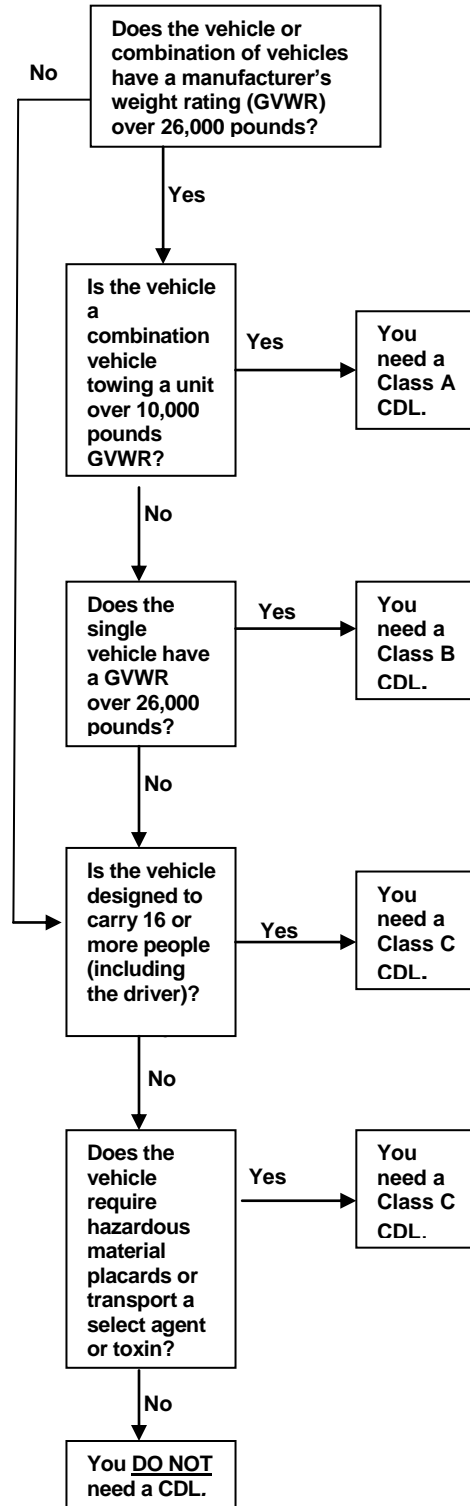 Does the vehicle or
combination of vehicles
have a manufacturer's
weight rating (GVWR)
over 26,000 pounds?
No
Yes
Is the vehicle
a
combination
vehicle
towing a unit
over 10,000
pounds
GVWR?
Yes
You
need a
Class A
CDL.
No
Does the
single
vehicle have
a GVWR
over 26,000
pounds?
Yes
You
need a
Class B
CDL.
No
Is the vehicle
designed to
carry 16 or
more people
(including
the driver)?
Yes
You
need a
Class C
CDL.
No
Does the
vehicle
require
hazardous
material
placards or
transport a
select agent
or toxin?
Yes
You
need a
Class C
CDL.
No
You DO NOT
need a CDL.